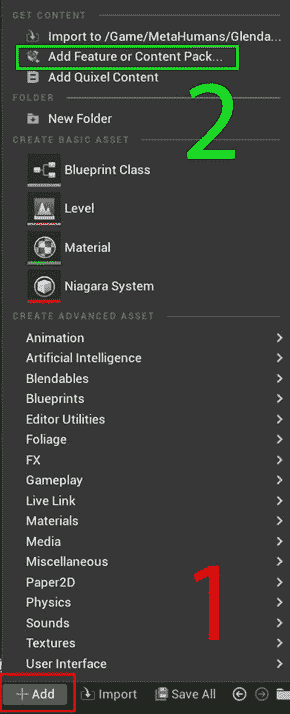 GET CONTENT
Import to /Game/MetaHumans/Glenda...
Add Feature or Content Pack...
Add Quixel Content
2
FOLDER
New Folder
CREATE BASIC ASSET
Blueprint Class
Level
Material
Niagara System
CREATE ADVANCED ASSET
Animation
Artificial Intelligence
Blendables
Blueprints
Editor Utilities
Foliage
FX
Gameplay
Live Link
Materials
Media
Miscellaneous
Paper2D
Physics
Sounds
Textures
User Interface
1
Add Import Save All